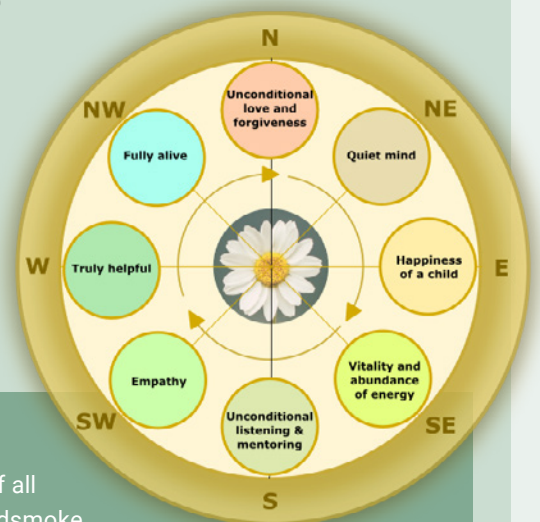 N
Unconditional
love and
forgiveness
NE
Quiet mind
E
Happiness
of a child
SE
Vitality and
abundance
of energy
S
Unconditional
listening &
mentoring
SW
Empathy
W
Truly helpful
NW
Fully alive
f all
dsmoke